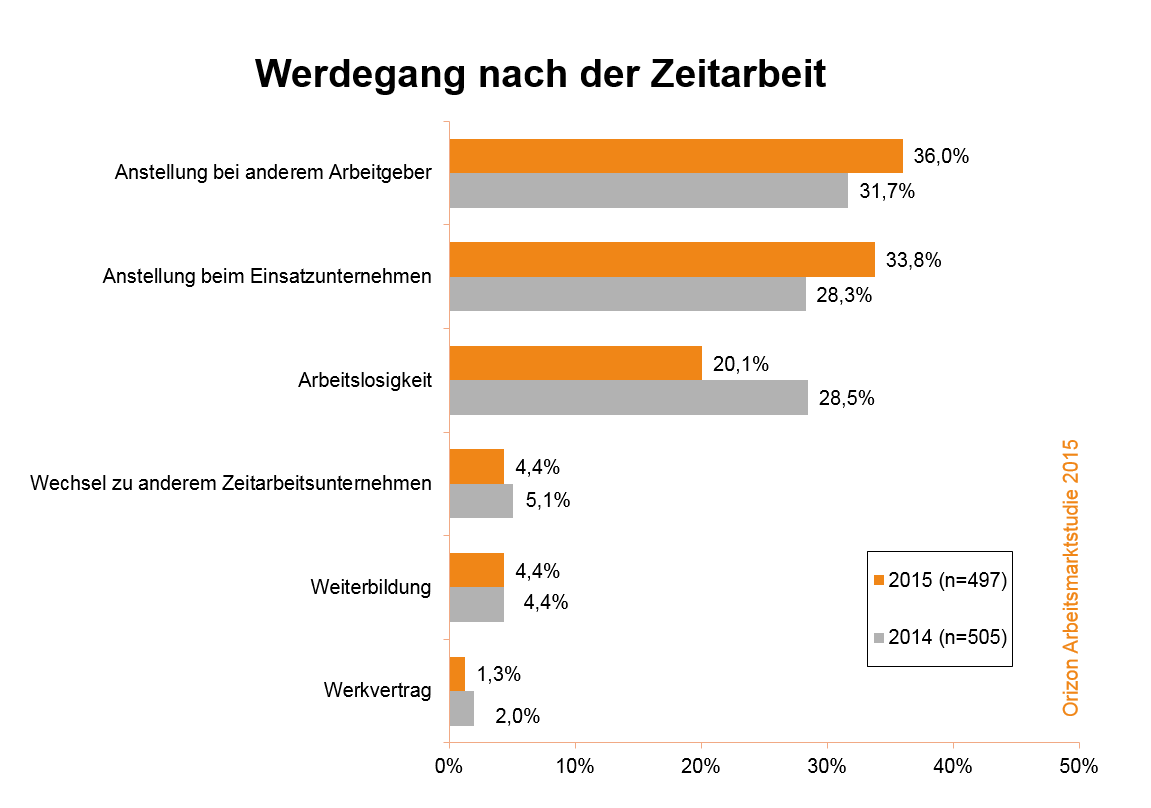 Werdegang nach der Zeitarbeit
Anstellung bei anderem Arbeitgeber
36,0%
31,7%
Anstellung beim Einsatzunternehmen
33,8%
28,3%
Arbeitslosigkeit
20,1%
28,5%
Wechsel zu anderem Zeitarbeitsunternehmen
4,4%
5,1%
Weiterbildung
4,4%
4,4%
Werkvertrag
1,3%
2,0%
0% 10% 20% 30% 40% 50%
2015 (n=497)
2014 (n=505)
Orizon Arbeitsmarktstudie 2015